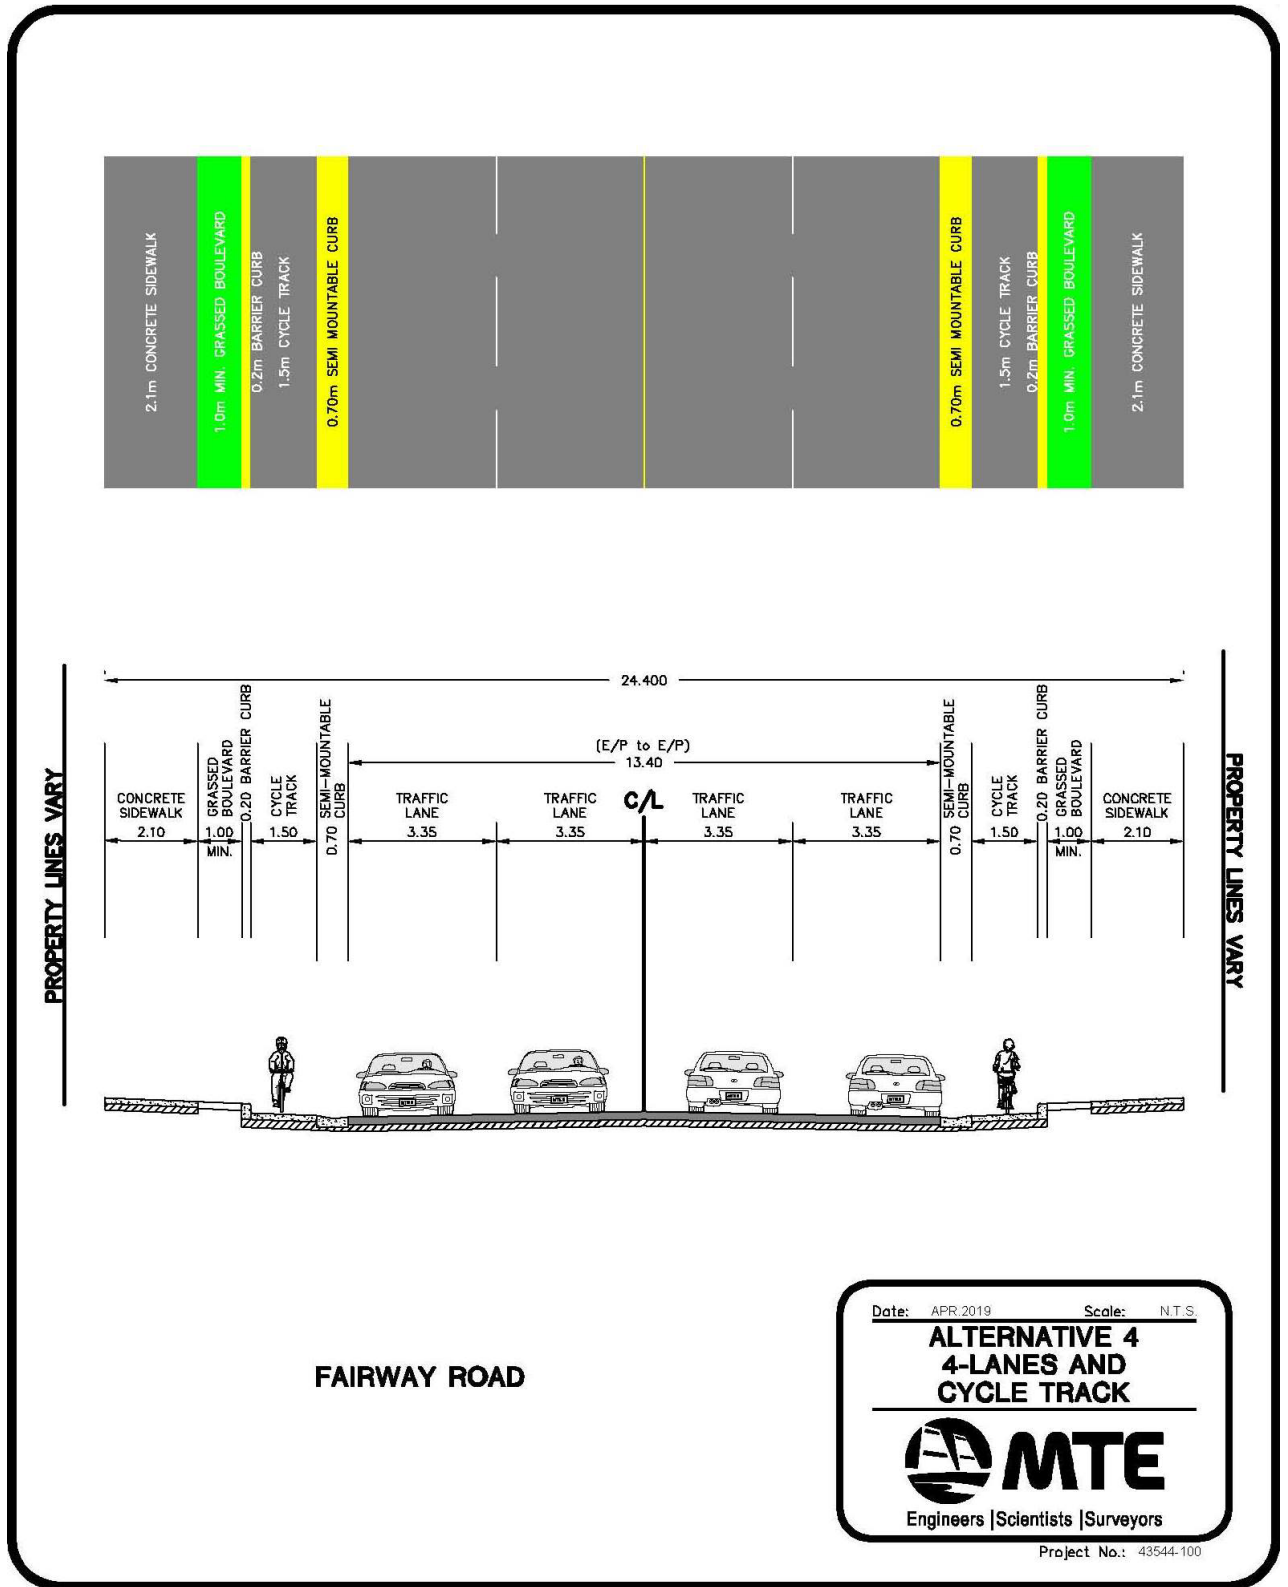 2.1m CONCRETE SIDEWALK
1.0m MIN. GRASSED BOULEVARD
0.2m BARRIER CURB
1.5m CYCLE TRACK
0.70m SEMI MOUNTABLE CURB
0.70m SEMI MOUNTABLE CURB
1.5m CYCLE TRACK
0.2m BARRIER CURB
1.0m MIN. GRASSED BOULEVARD
2.1m CONCRETE SIDEWALK
24.400
(E/P to E/P)
13.40
PROPERTY LINES VARY
CONCRETE
SIDEWALK
2.10
GRASSED
BOULEVARD
1.00
MIN.
0.20 BARRIER CURB
CYCLE
TRACK
1.50
0.70 SEMI-MOUNTABLE
CURB
TRAFFIC
LANE
3.35
TRAFFIC
LANE
3.35
C/L
TRAFFIC
LANE
3.35
TRAFFIC
LANE
3.35
0.70 SEMI-MOUNTABLE
CURB
CYCLE
TRACK
1.50
0.20 BARRIER CURB
GRASSED
BOULEVARD
1.00
MIN.
CONCRETE
SIDEWALK
2.10
PROPERTY LINES VARY
FAIRWAY ROAD
Date: APR.2019 Scale: N.T.S.
ALTERNATIVE 4
4-LANES AND
CYCLE TRACK
MTE
Engineers |Scientists |Surveyors
Project No.: 43544-100